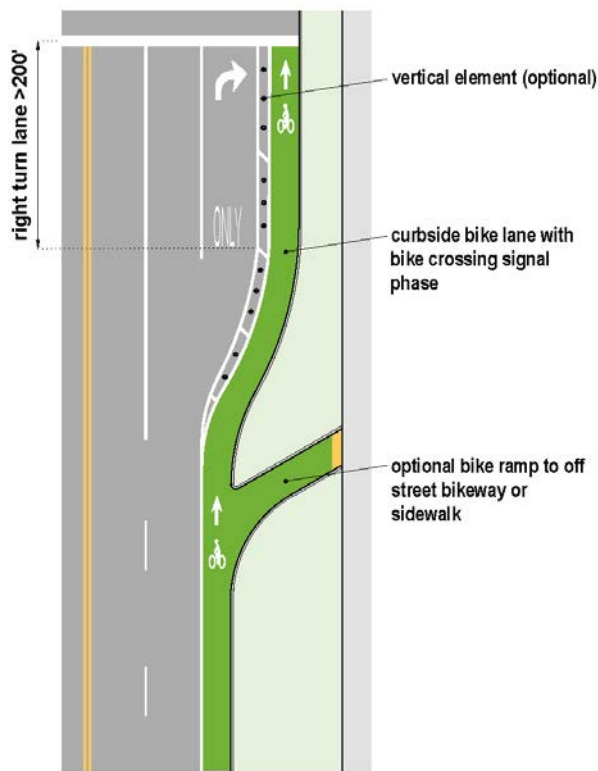 right turn lane >200'
ONLY
vertical element (optional)
curbside bike lane with
bike crossing signal
phase
optional bike ramp to off
street bikeway or
sidewalk